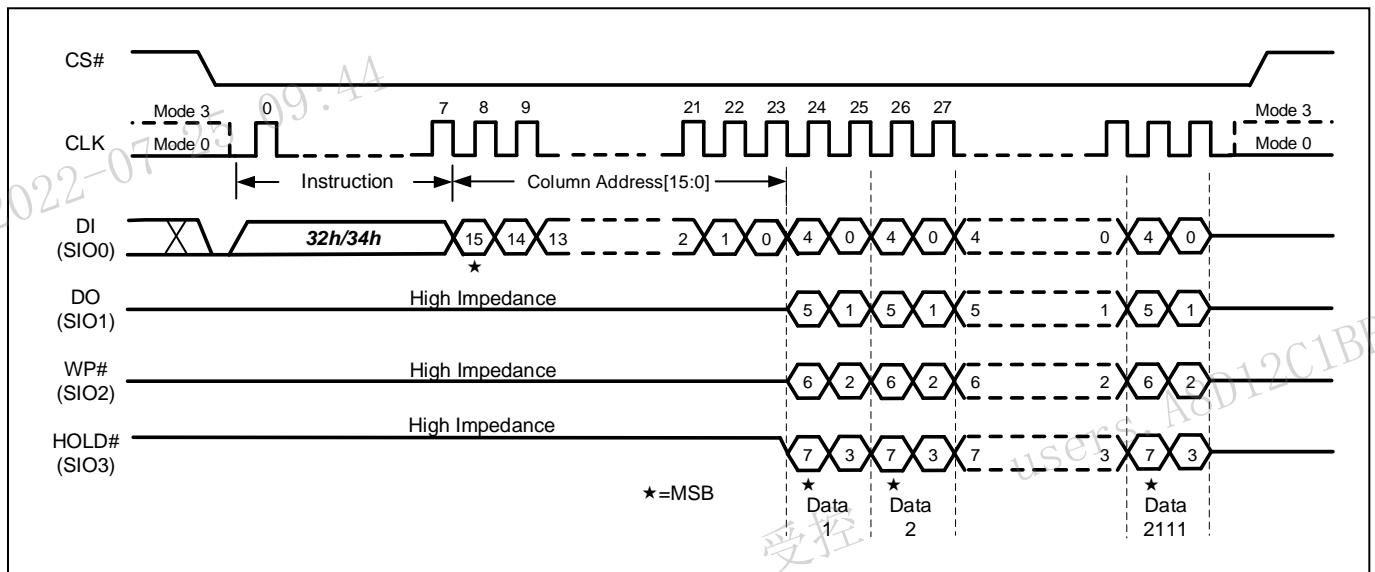 CS#
Mode 3 0 7 8 9 21 22 23 24 25 26 27 Mode 3
CLK
Mode 0 Mode 0
Instruction Column Address[15:0]
DI
(SIO0)
32h/34h 15 14 13 2 1 0 4 0 4 0 4 0 4 0
★
DO
(SIO1)
High Impedance 5 1 5 1 5 1 5 1
WP#
(SIO2)
High Impedance 6 2 6 2 6 2 6 2
HOLD#
(SIO3)
High Impedance 7 3 7 3 7 3 7 3
★ ★ ★
★=MSB
Data
1
Data
2
Data
2111
2022-07-25 09:44
users. A8D12C1BF
受控